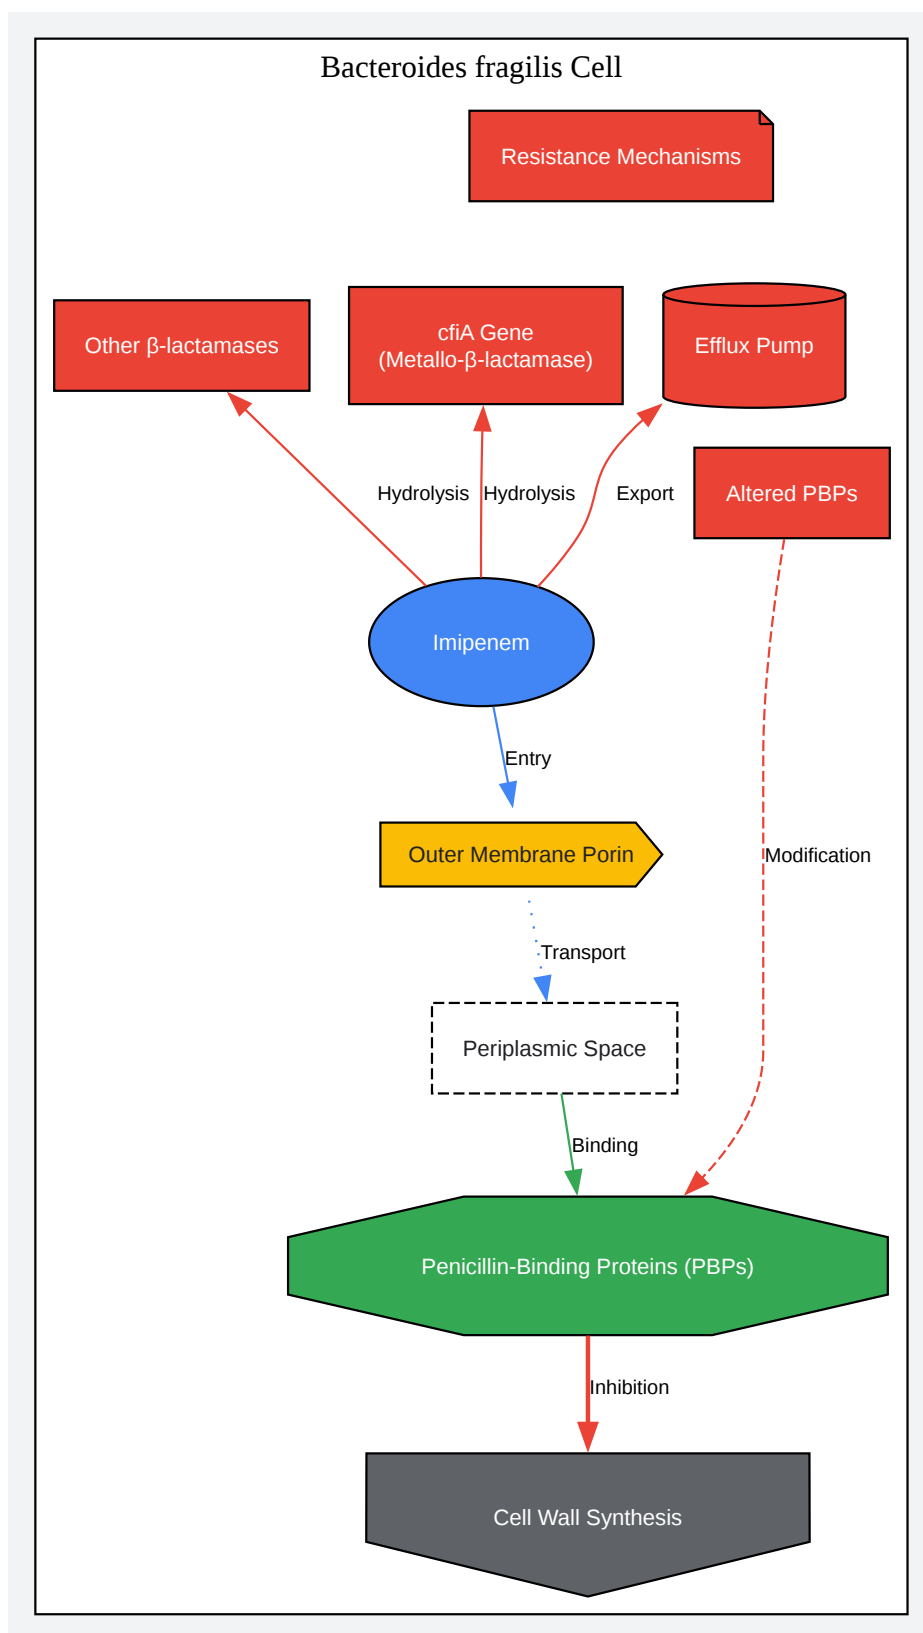 Bacteroides fragilis Cell
Resistance Mechanisms
Other β-lactamases
cfiA Gene
(Metallo-β-lactamase)
Efflux Pump
Altered PBPs
Hydrolysis
Hydrolysis
Export
Imipenem
Entry
Outer Membrane Porin
Modification
Transport
Periplasmic Space
Binding
Penicillin-Binding Proteins (PBPs)
Inhibition
Cell Wall Synthesis